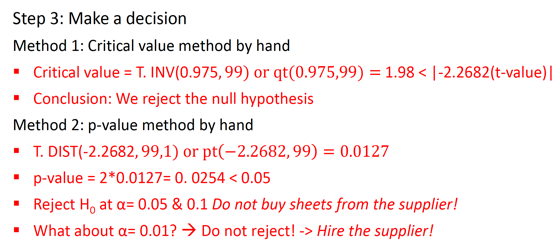 Step 3: Make a decision
Method 1: Critical value method by hand
▪ Critical value = T. INV(0.975, 99) or qt(0.975,99) = 1.98 < |-2.2682(t-value)|
▪ Conclusion: We reject the null hypothesis
Method 2: p-value method by hand
▪ T. DIST(-2.2682, 99,1) or pt(−2.2682, 99) = 0.0127
▪ p-value = 2*0.0127= 0. 0254 < 0.05
▪ Reject H₀ at α= 0.05 & 0.1 Do not buy sheets from the supplier!
▪ What about α= 0.01? → Do not reject! -> Hire the supplier!